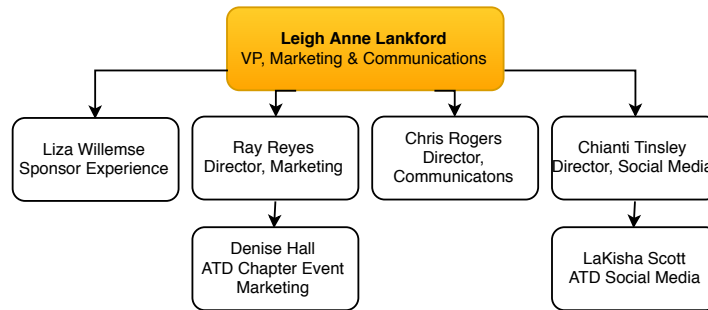 Leigh Anne Lankford
VP, Marketing & Communications
Liza Willemse
Sponsor Experience
Ray Reyes
Director, Marketing
Chris Rogers
Director,
Communicatons
Chianti Tinsley
Director, Social Media
Denise Hall
ATD Chapter Event
Marketing
LaKisha Scott
ATD Social Media